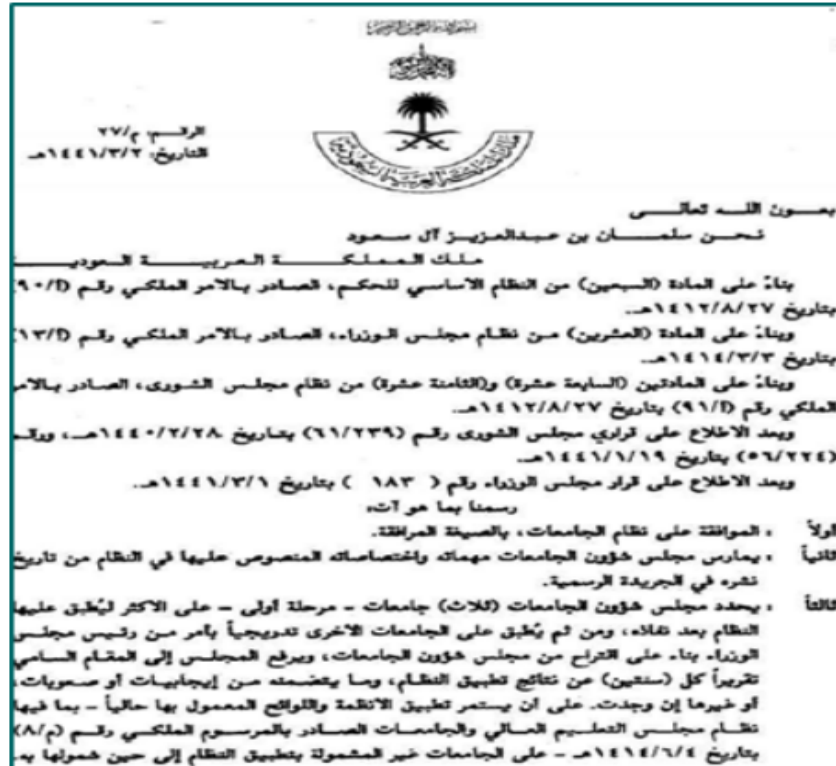 بسم الله الرحمن الرحيم
الرقم: م/٢٧
التاريخ: ١٤٤١/٣/٢هـ
بعون الله تعالى
نحن سلمان بن عبدالعزيز آل سعود
ملك المملكة العربية السعودية
بناءً على المادة (السبعين) من النظام الأساسي للحكم، الصادر بالأمر الملكي رقم (أ/٩٠)
بتاريخ ١٤١٢/٨/٢٧هـ.
وبناءً على المادة (العشرين) من نظام مجلس الوزراء، الصادر بالأمر الملكي رقم (أ/١٣)
بتاريخ ١٤١٤/٣/٣هـ.
وبناءً على المادتين (السابعة عشرة) و(الثامنة عشرة) من نظام مجلس الشورى، الصادر بالأمر
الملكي رقم (أ/٩١) بتاريخ ١٤١٢/٨/٢٧هـ.
وبعد الاطلاع على قراري مجلس الشورى رقم (٦١/٢٣٩) بتاريخ ١٤٤٠/٢/٢٨هـ، ورقم
(٥٦/٢٢٤) بتاريخ ١٤٤١/١/١٩هـ.
وبعد الاطلاع على قرار مجلس الوزراء رقم ( ١٨٣ ) بتاريخ ١٤٤١/٣/١هـ.
رسمنا بما هو آت:
أولاً : الموافقة على نظام الجامعات، بالصيغة المرافقة.
ثانياً : يمارس مجلس شؤون الجامعات مهماته واختصاصاته المنصوص عليها في النظام من تاريخ
نشره في الجريدة الرسمية.
ثالثاً : يحدد مجلس شؤون الجامعات (ثلاث) جامعات - مرحلة أولى - على الأكثر ليُطبق عليها
النظام بعد نفاذه، ومن ثم يُطبق على الجامعات الأخرى تدريجياً بأمر من رئيس مجلس
الوزراء بناء على اقتراح من مجلس شؤون الجامعات، ويرفع المجلس إلى المقام السامي
تقريراً كل (سنتين) عن نتائج تطبيق النظام، وما يتضمنه من إيجابيات أو صعوبات،
أو غيرها إن وجدت. على أن يستمر تطبيق الأنظمة واللوائح المعمول بها حالياً - بما فيها
نظام مجلس التعليم العالي والجامعات الصادر بالمرسوم الملكي رقم (م/٨)
بتاريخ ١٤١٤/٦/٤هـ - على الجامعات غير المشمولة بتطبيق النظام إلى حين شمولها به.